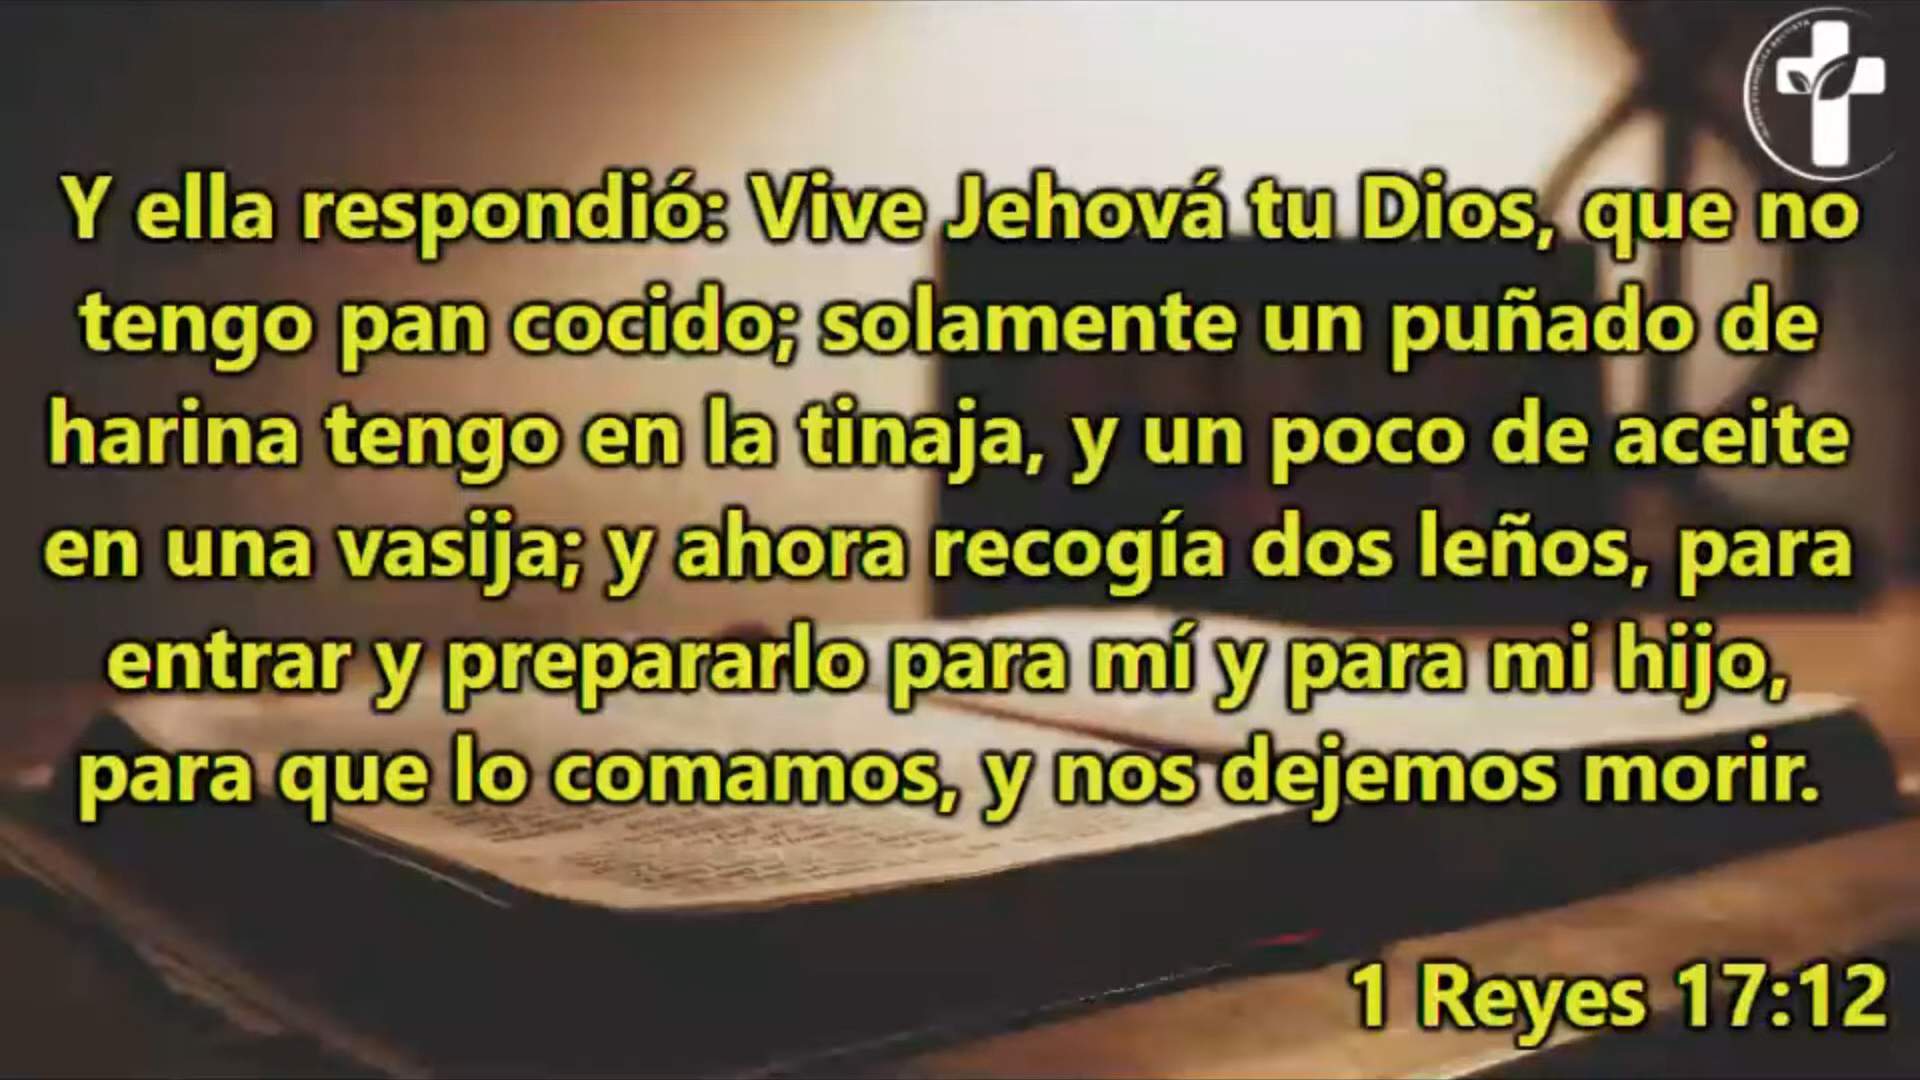 Y ella respondió: Vive Jehová tu Dios, que no
tengo pan cocido; solamente un puñado de
harina tengo en la tinaja, y un poco de aceite
en una vasija; y ahora recogía dos leños, para
entrar y prepararlo para mí y para mi hijo,
para que lo comamos, y nos dejemos morir.
1 Reyes 17:12